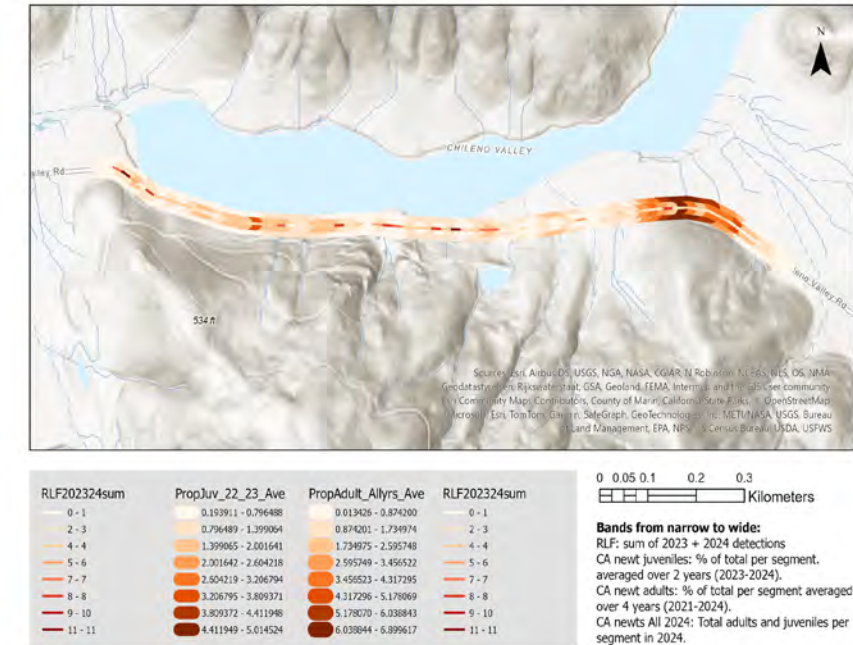 N
CHILENO VALLEY
lley Rd
leno Valley Rd
534 ft
Sources: Esri, Airbus DS, USGS, NGA, NASA, CGIAR, N Robinson, NCEAS, NLS, OS, NMA,
Geodatastyrelsen, Rijkswaterstaat, GSA, Geoland, FEMA, Intermap and the GIS user community
Esri Community Maps Contributors, County of Marin, California State Parks, © OpenStreetMap
Microsoft, Esri, TomTom, Garmin, SafeGraph, GeoTechnologies, Inc, METI/NASA, USGS, Bureau
of Land Management, EPA, NPS, US Census Bureau, USDA, USFWS
RLF202324sum
0 - 1
2 - 3
4 - 4
5 - 6
7 - 7
8 - 8
9 - 10
11 - 11
PropJuv_22_23_Ave
0.193911 - 0.796488
0.796489 - 1.399064
1.399065 - 2.001641
2.001642 - 2.604218
2.604219 - 3.206794
3.206795 - 3.809371
3.809372 - 4.411948
4.411949 - 5.014524
PropAdult_Allyrs_Ave
0.013426 - 0.874200
0.874201 - 1.734974
1.734975 - 2.595748
2.595749 - 3.456522
3.456523 - 4.317295
4.317296 - 5.178069
5.178070 - 6.038843
6.038844 - 6.899617
RLF202324sum
0 - 1
2 - 3
4 - 4
5 - 6
7 - 7
8 - 8
9 - 10
11 - 11
0 0.05 0.1 0.2 0.3
Kilometers
Bands from narrow to wide:
RLF: sum of 2023 + 2024 detections
CA newt juveniles: % of total per segment.
averaged over 2 years (2023-2024).
CA newt adults: % of total per segment averaged
over 4 years (2021-2024).
CA newts All 2024: Total adults and juveniles per
segment in 2024.